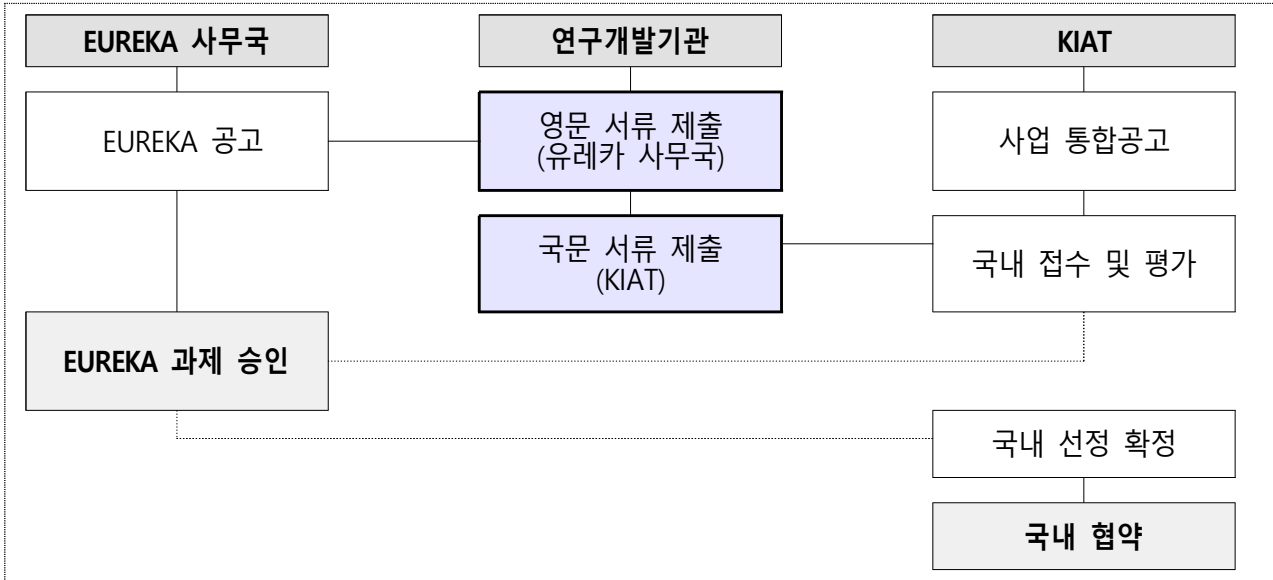 EUREKA 사무국
연구개발기관
KIAT
EUREKA 공고
영문 서류 제출
(유레카 사무국)
사업 통합공고
국문 서류 제출
(KIAT)
국내 접수 및 평가
EUREKA 과제 승인
국내 선정 확정
국내 협약